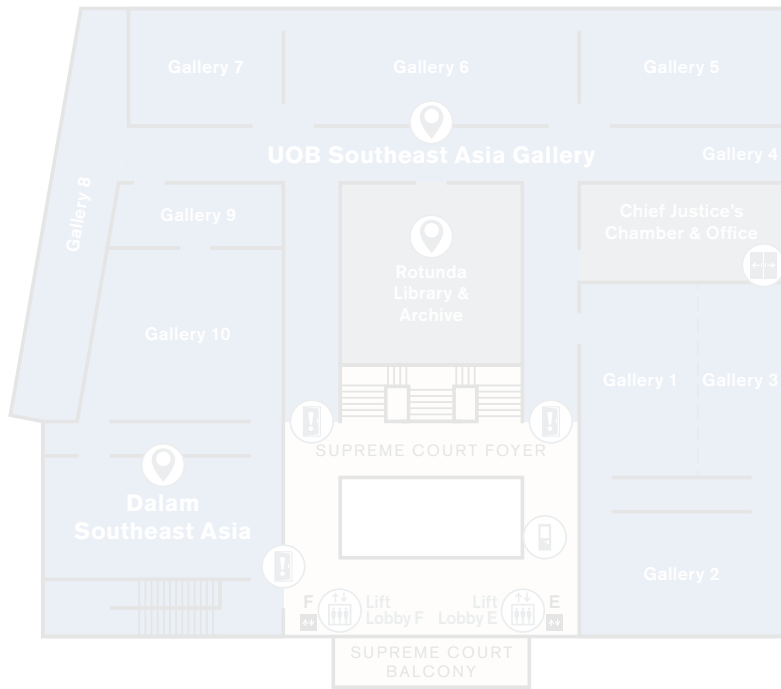 Gallery 7
Gallery 6
Gallery 5
UOB Southeast Asia Gallery
Gallery 4
Gallery 8
Gallery 9
Chief Justice's
Chamber & Office
Rotunda
Library &
Archive
Gallery 10
Gallery 1
Gallery 3
SUPREME COURT FOYER
Dalam
Southeast Asia
Gallery 2
F
Lift
Lobby F
Lift
Lobby E
E
SUPREME COURT
BALCONY